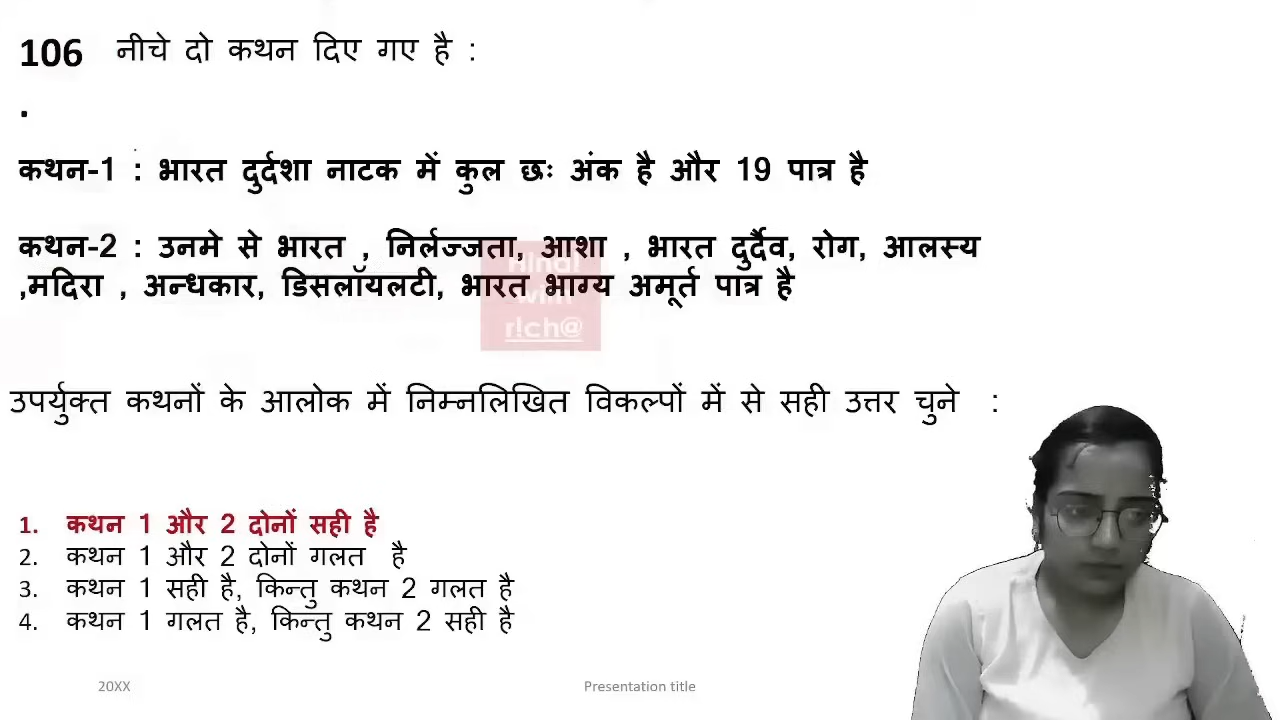 106 नीचे दो कथन दिए गए है :
.
कथन-1 : भारत दुर्दशा नाटक में कुल छः अंक है और 19 पात्र है
कथन-2 : उनमे से भारत , निर्लज्जता, आशा , भारत दुर्दैव, रोग, आलस्य
,मदिरा , अन्धकार, डिसलॉयलटी, भारत भाग्य अमूर्त पात्र है
Hindi
with
r!ch@
उपर्युक्त कथनों के आलोक में निम्नलिखित विकल्पों में से सही उत्तर चुने :
1. कथन 1 और 2 दोनों सही है
2. कथन 1 और 2 दोनों गलत है
3. कथन 1 सही है, किन्तु कथन 2 गलत है
4. कथन 1 गलत है, किन्तु कथन 2 सही है
20XX
Presentation title